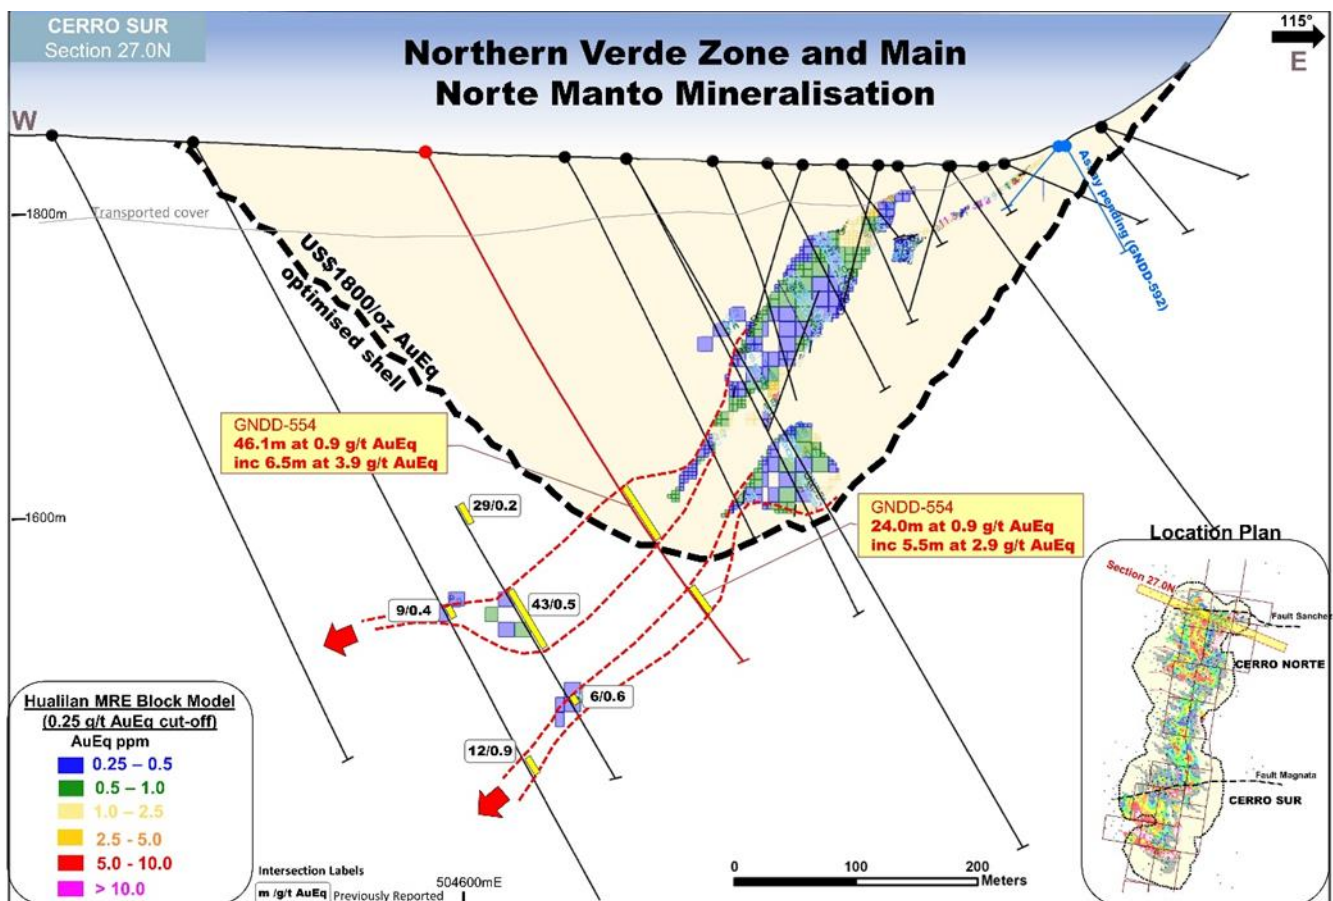 CERRO SUR
Section 27.0N
Northern Verde Zone and Main
Norte Manto Mineralisation
115°
E
W
1800m
Transported cover
US$1800/oz AuEq
optimised shell
Assay pending (GNDD-592)
GNDD-554
46.1m at 0.9 g/t AuEq
inc 6.5m at 3.9 g/t AuEq
29/0.2
1600m
GNDD-554
24.0m at 0.9 g/t AuEq
inc 5.5m at 2.9 g/t AuEq
9/0.4
43/0.5
6/0.6
12/0.9
Location Plan
Section 27.0N
Fault Sanchez
CERRO NORTE
Fault Magnata
CERRO SUR
Hualilan MRE Block Model
(0.25 g/t AuEq cut-off)
AuEq ppm
0.25 – 0.5
0.5 – 1.0
1.0 – 2.5
2.5 - 5.0
5.0 - 10.0
> 10.0
Intersection Labels
m /g/t AuEq Previously Reported
504600mE
0 100 200
Meters